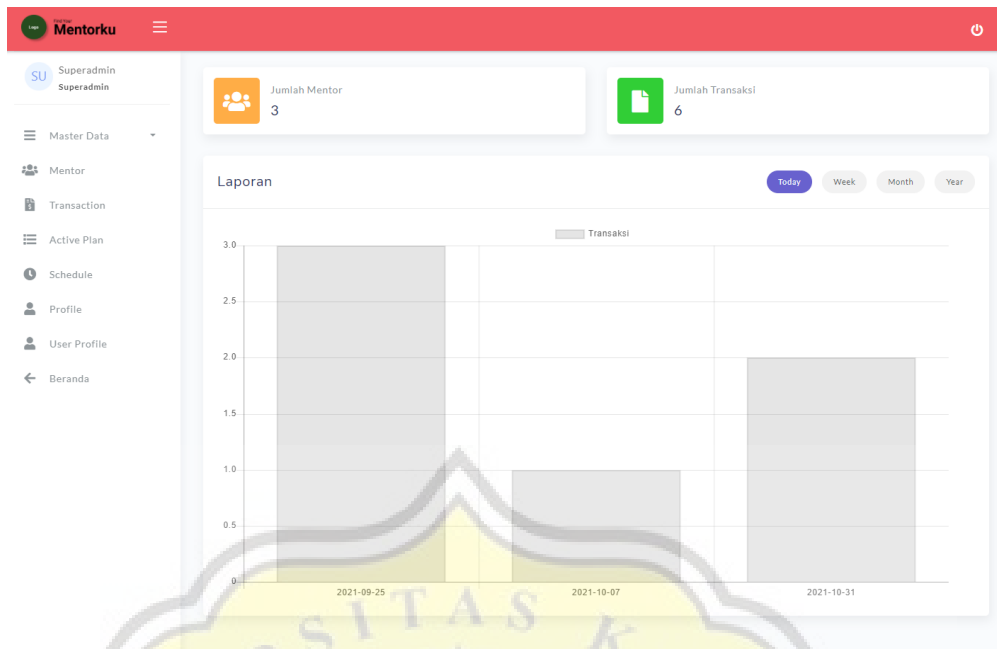 Mentorku
SU
Superadmin
Superadmin
Master Data
Mentor
Transaction
Active Plan
Schedule
Profile
User Profile
Beranda
Jumlah Mentor
3
Jumlah Transaksi
6
Laporan
Today
Week
Month
Year
Transaksi
3.0
2.5
2.0
1.5
1.0
0.5
0
2021-09-25
2021-10-07
2021-10-31
SITAS K